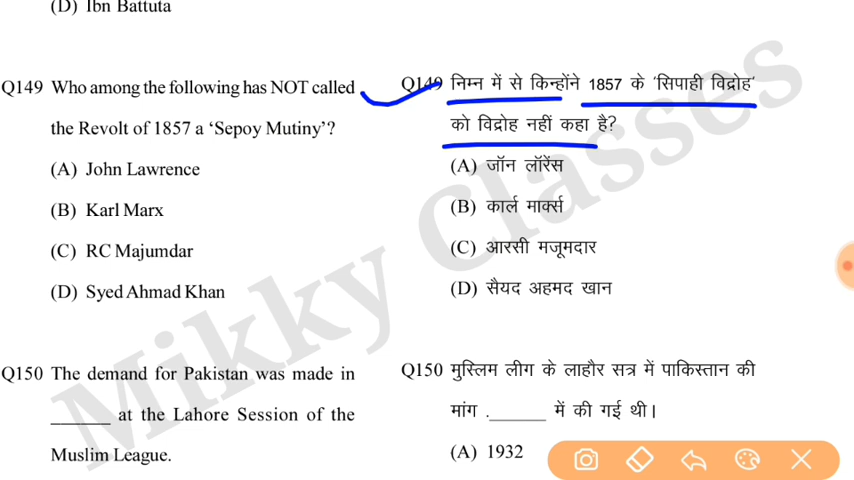 (D) Ibn Battuta
Q149 Who among the following has NOT called
the Revolt of 1857 a ‘Sepoy Mutiny’?
(A) John Lawrence
(B) Karl Marx
(C) RC Majumdar
(D) Syed Ahmad Khan
Q150 The demand for Pakistan was made in
______ at the Lahore Session of the
Muslim League.
Q149 निम्न में से किन्होंने 1857 के ‘सिपाही विद्रोह’
को विद्रोह नहीं कहा है?
(A) जॉन लॉरेंस
(B) कार्ल मार्क्स
(C) आरसी मजूमदार
(D) सैयद अहमद खान
Q150 मुस्लिम लीग के लाहौर सत्र में पाकिस्तान की
मांग .______ में की गई थी।
(A) 1932
Mikky Classes